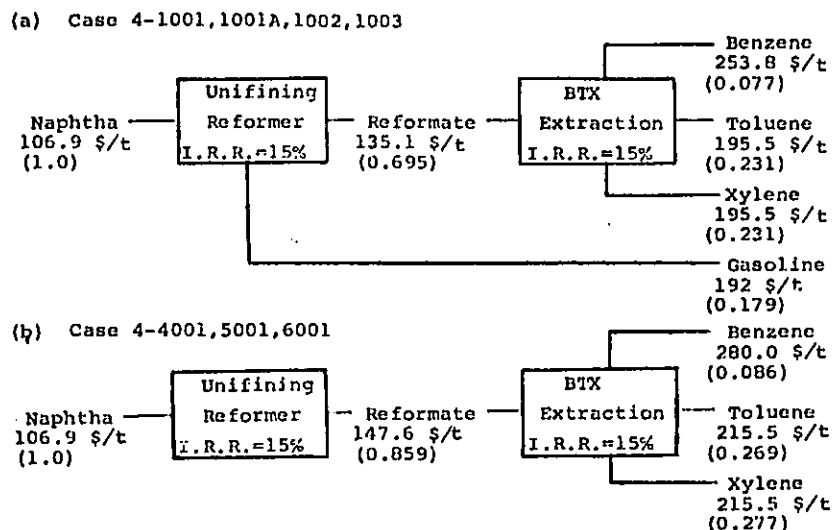 (a) Case 4-1001,1001A,1002,1003
Benzene
253.8 $/t
(0.077)
Unifining
Reformer
I.R.R.=15%
BTX
Extraction
I.R.R.=15%
Naphtha
106.9 $/t
(1.0)
Reformate
135.1 $/t
(0.695)
Toluene
195.5 $/t
(0.231)
Xylene
195.5 $/t
(0.231)
Gasoline
192 $/t
(0.179)
(b) Case 4-4001,5001,6001
Benzene
280.0 $/t
(0.086)
Unifining
Reformer
I.R.R.=15%
BTX
Extraction
I.R.R.=15%
Naphtha
106.9 $/t
(1.0)
Reformate
147.6 $/t
(0.859)
Toluene
215.5 $/t
(0.269)
Xylene
215.5 $/t
(0.277)